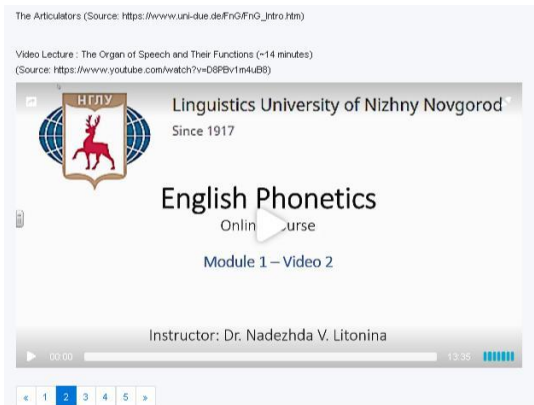 The Articulators (Source: https://www.uni-due.de/FnG/FnG_Intro.htm)
Video Lecture : The Organ of Speech and Their Functions (~14 minutes)
(Source: https://www.youtube.com/watch?v=D8PBv1m4uB8)
НГЛУ
Linguistics University of Nizhny Novgorod
Since 1917
English Phonetics
Onlin urse
Module 1 – Video 2
Instructor: Dr. Nadezhda V. Litonina
00:00 13:35
« 1 2 3 4 5 »